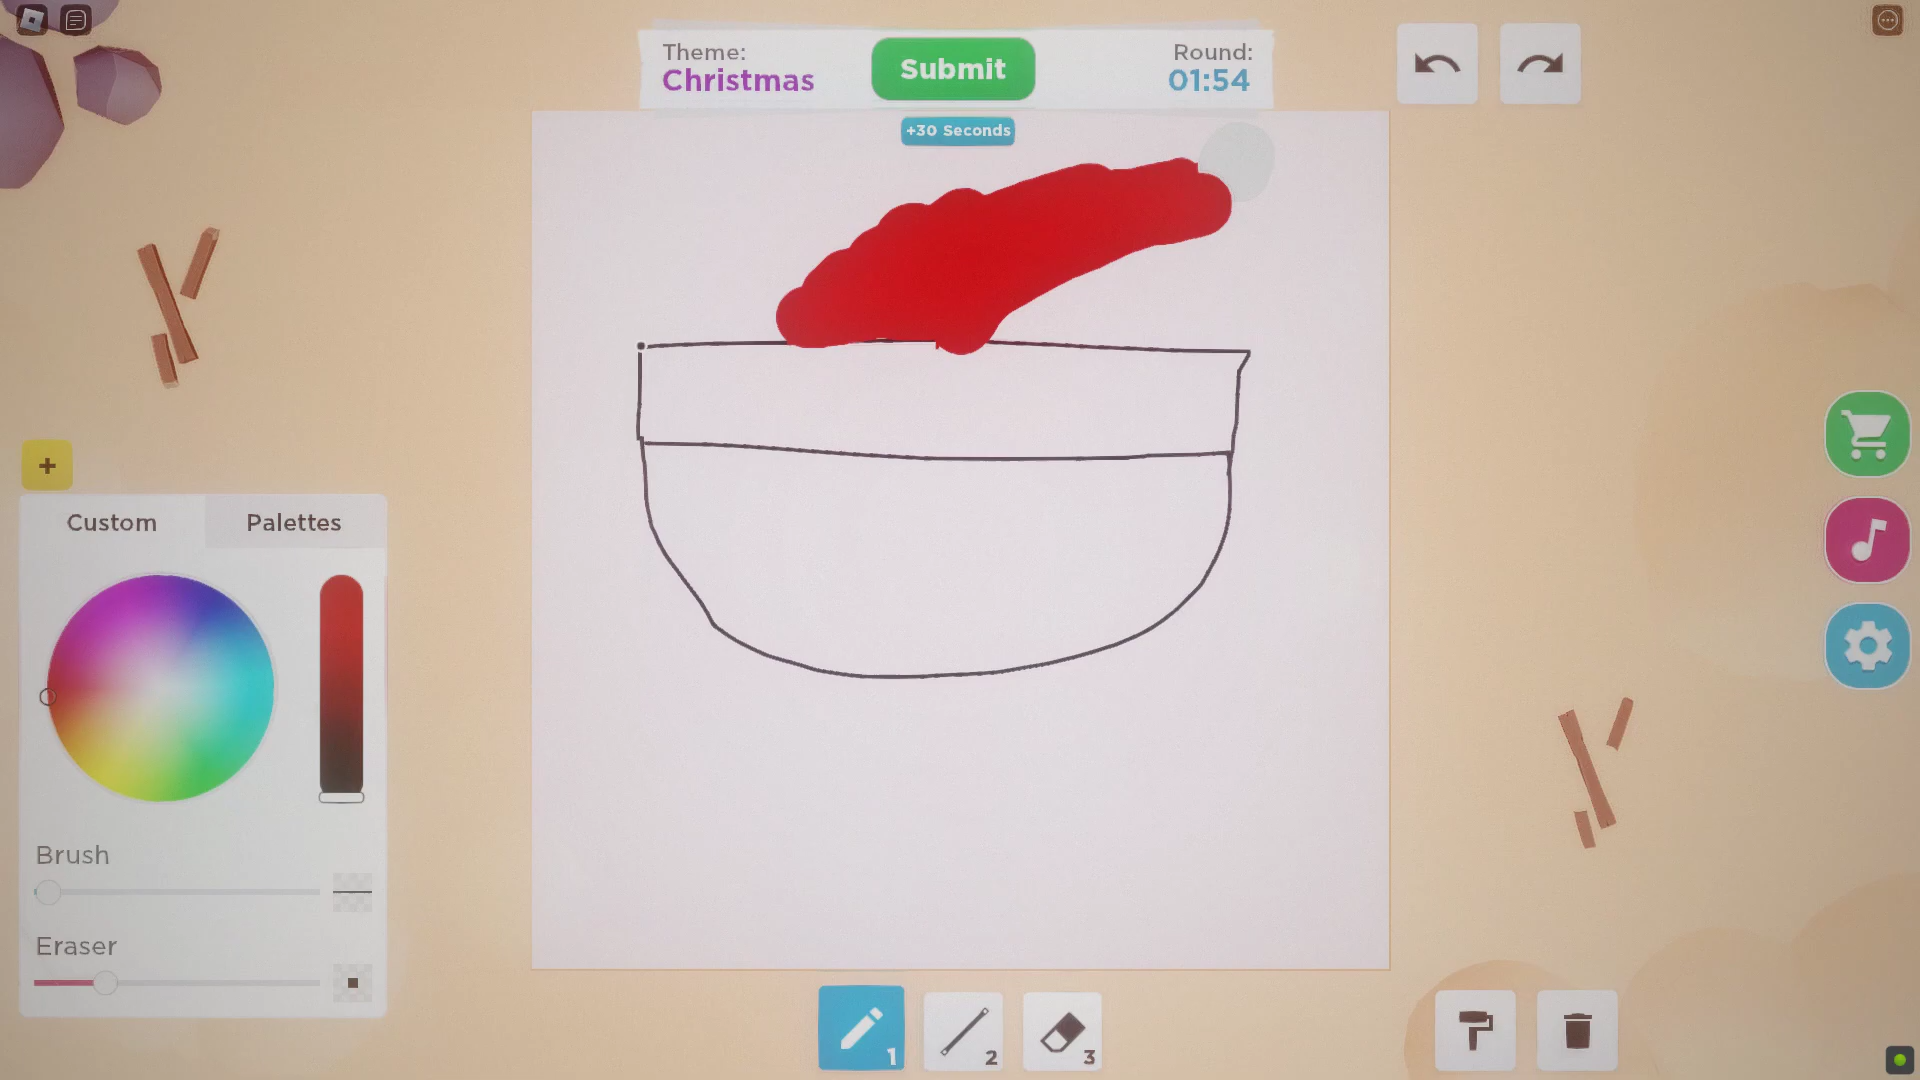 Theme:
Christmas
Submit
Round:
01:54
+30 Seconds
+
Custom
Palettes
Brush
Eraser
1
2
3